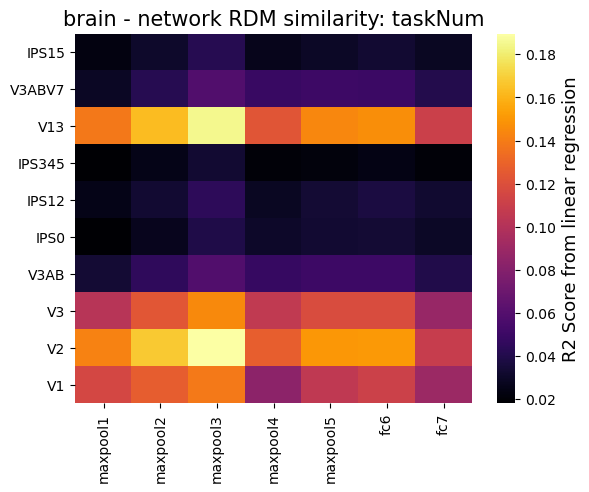 brain - network RDM similarity: taskNum
IPS15
V3ABV7
V13
IPS345
IPS12
IPS0
V3AB
V3
V2
V1
maxpool1
maxpool2
maxpool3
maxpool4
maxpool5
fc6
fc7
0.18
0.16
0.14
0.12
0.10
0.08
0.06
0.04
0.02
R2 Score from linear regression